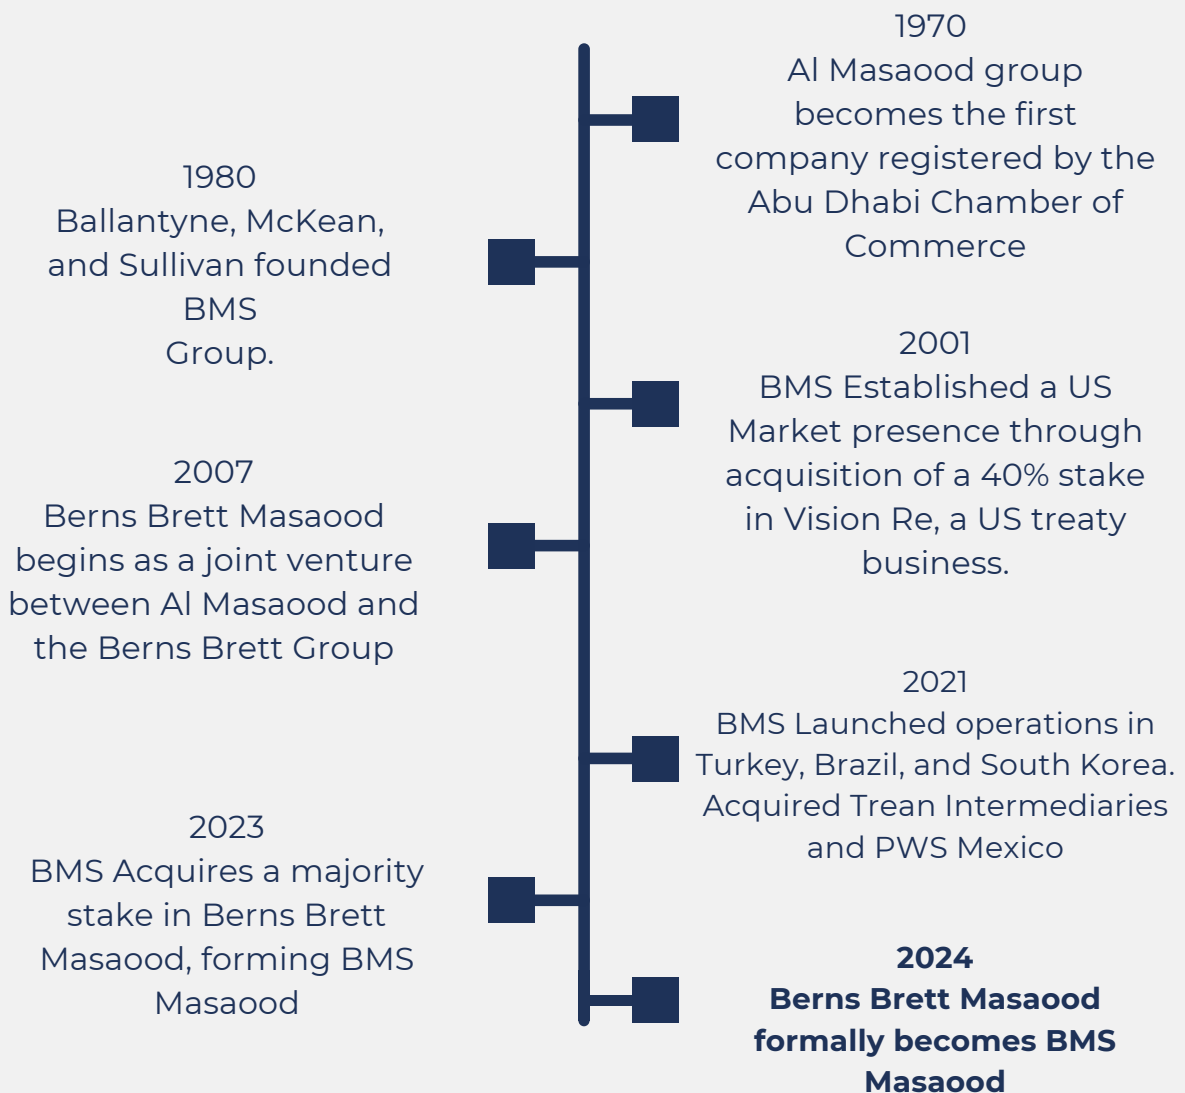 1970
Al Masaood group
becomes the first
company registered by the
Abu Dhabi Chamber of
Commerce
1980
Ballantyne, McKean,
and Sullivan founded
BMS
Group.
2001
BMS Established a US
Market presence through
acquisition of a 40% stake
in Vision Re, a US treaty
business.
2007
Berns Brett Masaood
begins as a joint venture
between Al Masaood and
the Berns Brett Group
2021
BMS Launched operations in
Turkey, Brazil, and South Korea.
Acquired Trean Intermediaries
and PWS Mexico
2023
BMS Acquires a majority
stake in Berns Brett
Masaood, forming BMS
Masaood
2024
Berns Brett Masaood
formally becomes BMS
Masaood